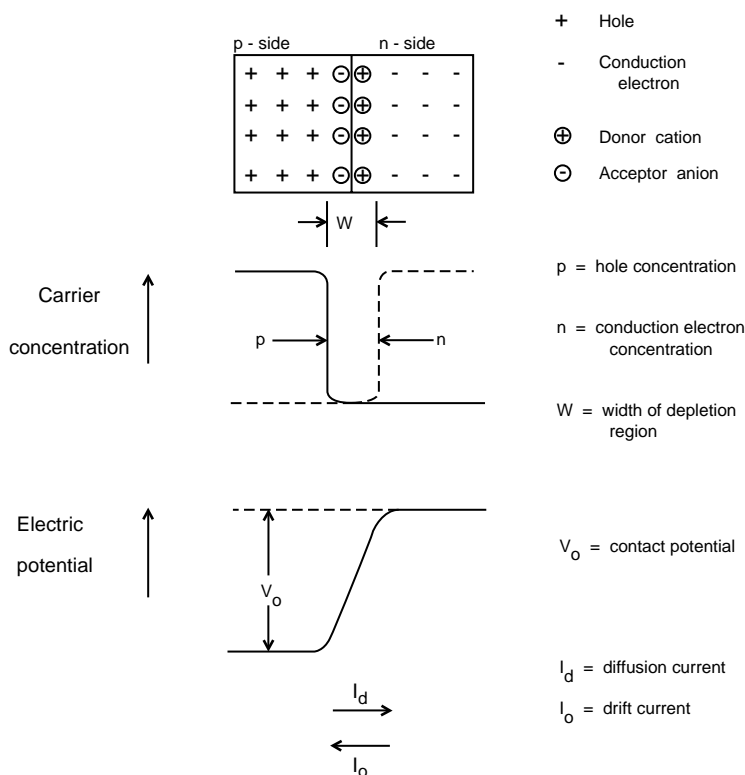 p - side
n - side
+ Hole
- Conduction
electron
⊕ Donor cation
⊖ Acceptor anion
+ + + ⊖ ⊕ - - -
+ + + ⊖ ⊕ - - -
+ + + ⊖ ⊕ - - -
+ + + ⊖ ⊕ - - -
W
Carrier
concentration
p
n
p = hole concentration
n = conduction electron
concentration
W = width of depletion
region
Electric
potential
Vo
Vo = contact potential
Id
Io
Id = diffusion current
Io = drift current